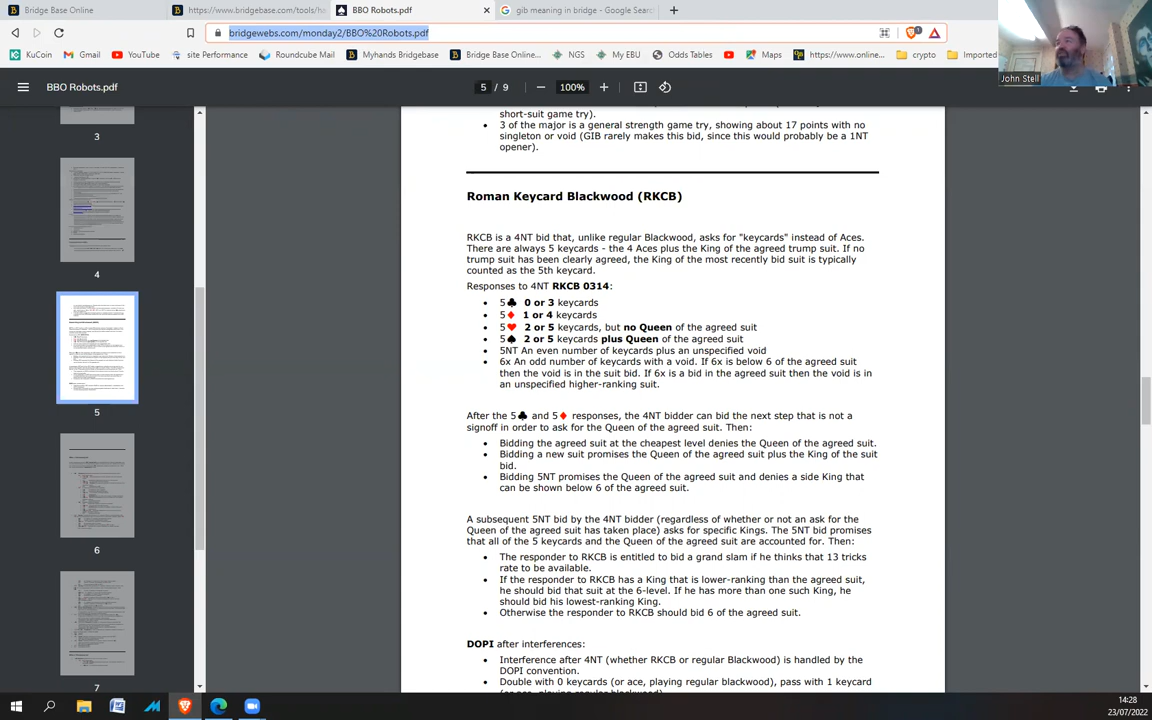 Bridge Base Online
https://www.bridgebase.com/tools/ha
BBO Robots.pdf
gib meaning in bridge - Google Sear
bridgewebs.com/monday2/BBO%20Robots.pdf
1
KuCoin
Gmail
YouTube
site Performance
Roundcube Mail
Myhands Bridgebase
Bridge Base Online...
NGS
My EBU
Odds Tables
Maps
https://www.online...
crypto
Imported
John Stell
BBO Robots.pdf
5 / 9
100%
3
4
5
6
7
short-suit game try).
• 3 of the major is a general strength game try, showing about 17 points with no
singleton or void (GIB rarely makes this bid, since this would probably be a 1NT
opener).
Roman Keycard Blackwood (RKCB)
RKCB is a 4NT bid that, unlike regular Blackwood, asks for "keycards" instead of Aces.
There are always 5 keycards - the 4 Aces plus the King of the agreed trump suit. If no
trump suit has been clearly agreed, the King of the most recently bid suit is typically
counted as the 5th keycard.
Responses to 4NT RKCB 0314:
• 5♣ 0 or 3 keycards
• 5♦ 1 or 4 keycards
• 5♥ 2 or 5 keycards, but no Queen of the agreed suit
• 5♠ 2 or 5 keycards plus Queen of the agreed suit
• 5NT An even number of keycards plus an unspecified void
• 6x An odd number of keycards with a void. If 6x is below 6 of the agreed suit
then the void is in the suit bid. If 6x is a bid in the agreed suit then the void is in
an unspecified higher-ranking suit.
After the 5♣ and 5♦ responses, the 4NT bidder can bid the next step that is not a
signoff in order to ask for the Queen of the agreed suit. Then:
• Bidding the agreed suit at the cheapest level denies the Queen of the agreed suit.
• Bidding a new suit promises the Queen of the agreed suit plus the King of the suit
bid.
• Bidding 5NT promises the Queen of the agreed suit and denies a side King that
can be shown below 6 of the agreed suit.
A subsequent 5NT bid by the 4NT bidder (regardless of whether or not an ask for the
Queen of the agreed suit has taken place) asks for specific Kings. The 5NT bid promises
that all of the 5 keycards and the Queen of the agreed suit are accounted for. Then:
• The responder to RKCB is entitled to bid a grand slam if he thinks that 13 tricks
rate to be available.
• If the responder to RKCB has a King that is lower-ranking than the agreed suit,
he should bid that suit at the 6-level. If he has more than one such King, he
should bid his lowest-ranking King.
• Otherwise the responder to RKCB should bid 6 of the agreed suit.
DOPI after interferences:
• Interference after 4NT (whether RKCB or regular Blackwood) is handled by the
DOPI convention.
• Double with 0 keycards (or ace, playing regular blackwood), pass with 1 keycard
14:28
23/07/2022